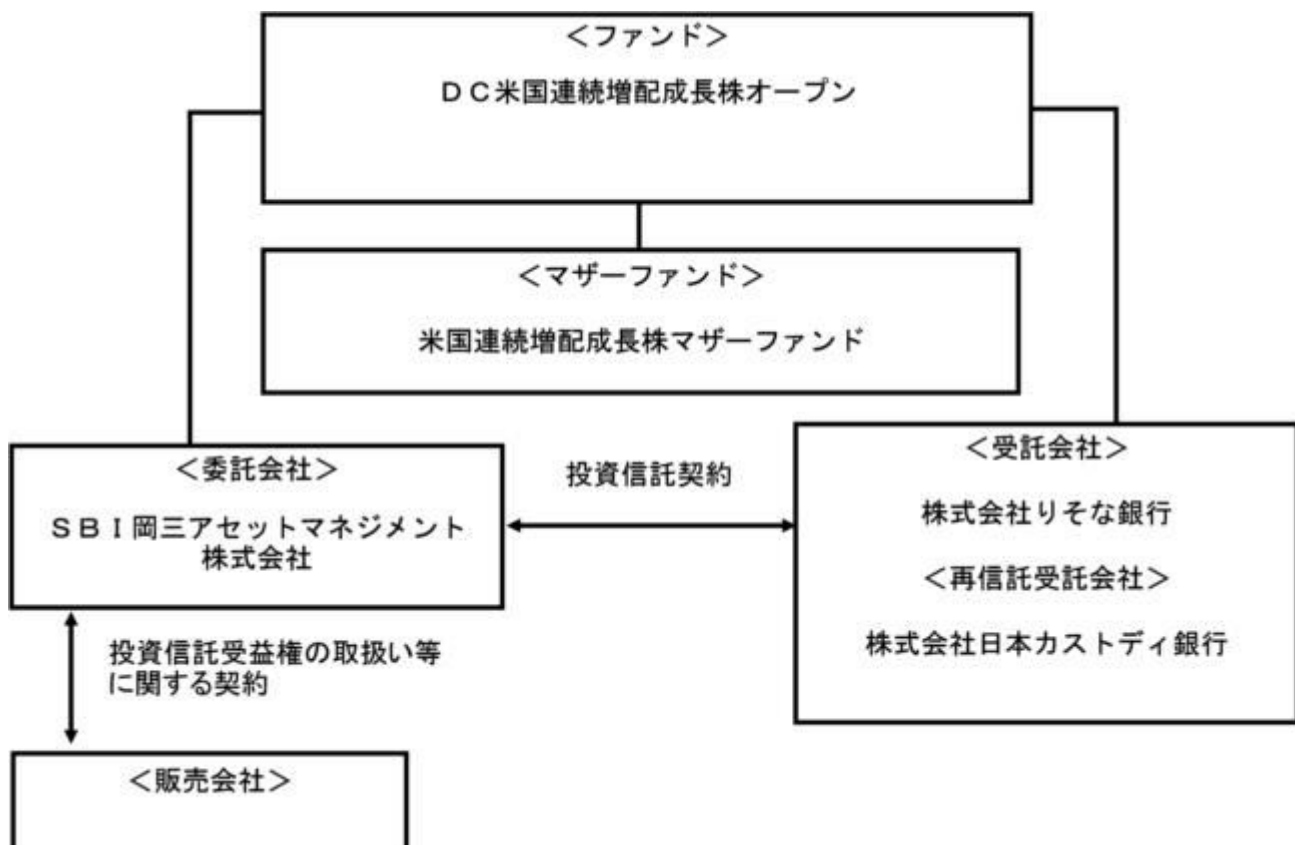 ＜ファンド＞
ＤＣ米国連続増配成長株オープン
＜マザーファンド＞
米国連続増配成長株マザーファンド
＜委託会社＞
ＳＢＩ岡三アセットマネジメント
株式会社
投資信託契約
＜受託会社＞
株式会社りそな銀行
＜再信託受託会社＞
株式会社日本カストディ銀行
投資信託受益権の取扱い等
に関する契約
＜販売会社＞